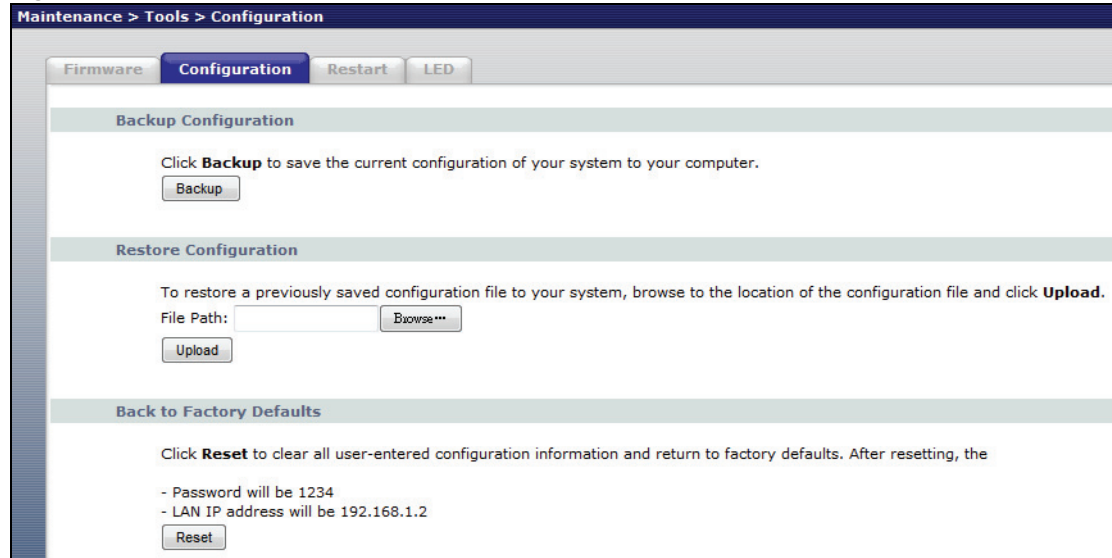 Maintenance > Tools > Configuration
Firmware Configuration Restart LED
Backup Configuration
Click Backup to save the current configuration of your system to your computer.
Backup
Restore Configuration
To restore a previously saved configuration file to your system, browse to the location of the configuration file and click Upload.
File Path: Browse...
Upload
Back to Factory Defaults
Click Reset to clear all user-entered configuration information and return to factory defaults. After resetting, the
- Password will be 1234
- LAN IP address will be 192.168.1.2
Reset